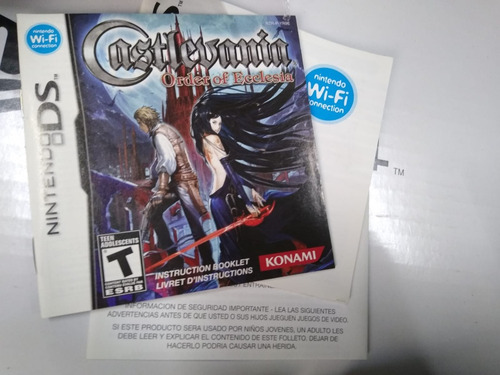 nintendo
Wi-Fi
connection
NINTENDO DS™
Castlevania
Order of Ecclesia
TEEN
ADOLESCENTS
T
ESRB
INSTRUCTION BOOKLET
LIVRET D'INSTRUCTIONS
KONAMI
nintendo
Wi-Fi
connection
TM
INFORMACION DE SEGURIDAD IMPORTANTE - LEA LAS SIGUIENTES
ADVERTENCIAS ANTES DE QUE USTED O SUS HIJOS JUEGUEN JUEGOS DE VIDEO.
SI ESTE PRODUCTO SERA USADO POR NIÑOS JOVENES, UN ADULTO LES
DEBE LEER Y EXPLICAR EL CONTENIDO DE ESTE FOLLETO. DEJAR DE
HACERLO PODRIA CAUSAR UNA HERIDA.